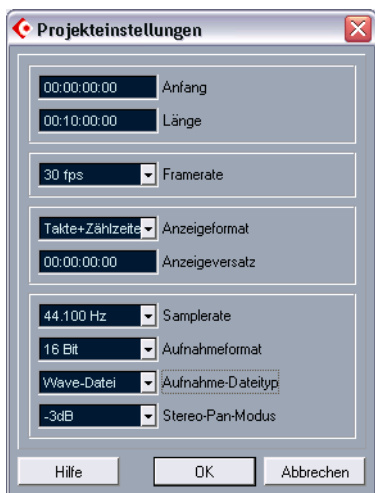 Projekteinstellungen
00:00:00:00 Anfang
00:10:00:00 Länge
30 fps Framerate
Takte+Zählzeite Anzeigeformat
00:00:00:00 Anzeigeversatz
44.100 Hz Samplerate
16 Bit Aufnahmeformat
Wave-Datei Aufnahme-Dateityp
-3dB Stereo-Pan-Modus
Hilfe OK Abbrechen